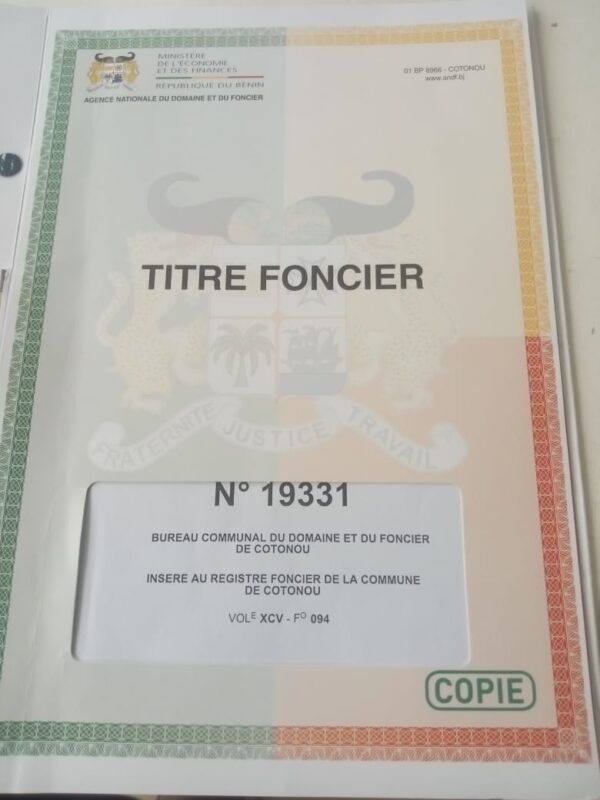 MINISTÈRE
DE L'ÉCONOMIE
ET DES FINANCES
RÉPUBLIQUE DU BÉNIN
AGENCE NATIONALE DU DOMAINE ET DU FONCIER
01 BP 8966 - COTONOU
www.andf.bj
TITRE FONCIER
FRATERNITE JUSTICE TRAVAIL
N° 19331
BUREAU COMMUNAL DU DOMAINE ET DU FONCIER
DE COTONOU
INSERE AU REGISTRE FONCIER DE LA COMMUNE
DE COTONOU
VOLE XCV - FO 094
COPIE